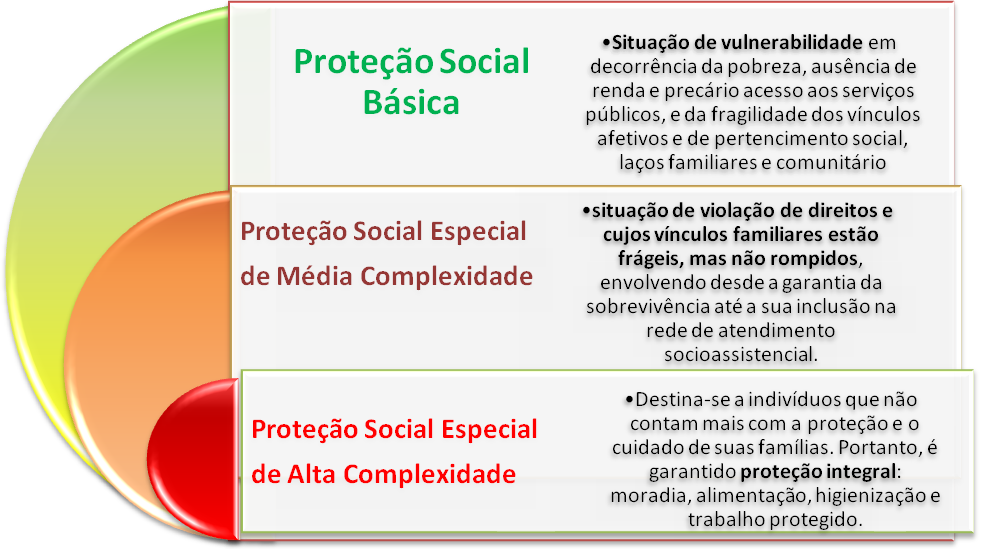 Proteção Social
Básica
•Situação de vulnerabilidade em
decorrência da pobreza, ausência de
renda e precário acesso aos serviços
públicos, e da fragilidade dos vínculos
afetivos e de pertencimento social,
laços familiares e comunitário
Proteção Social Especial
de Média Complexidade
•situação de violação de direitos e
cujos vínculos familiares estão
frágeis, mas não rompidos,
envolvendo desde a garantia da
sobrevivência até a sua inclusão na
rede de atendimento
socioassistencial.
Proteção Social Especial
de Alta Complexidade
•Destina-se a indivíduos que não
contam mais com a proteção e o
cuidado de suas famílias. Portanto, é
garantido proteção integral:
moradia, alimentação, higienização e
trabalho protegido.